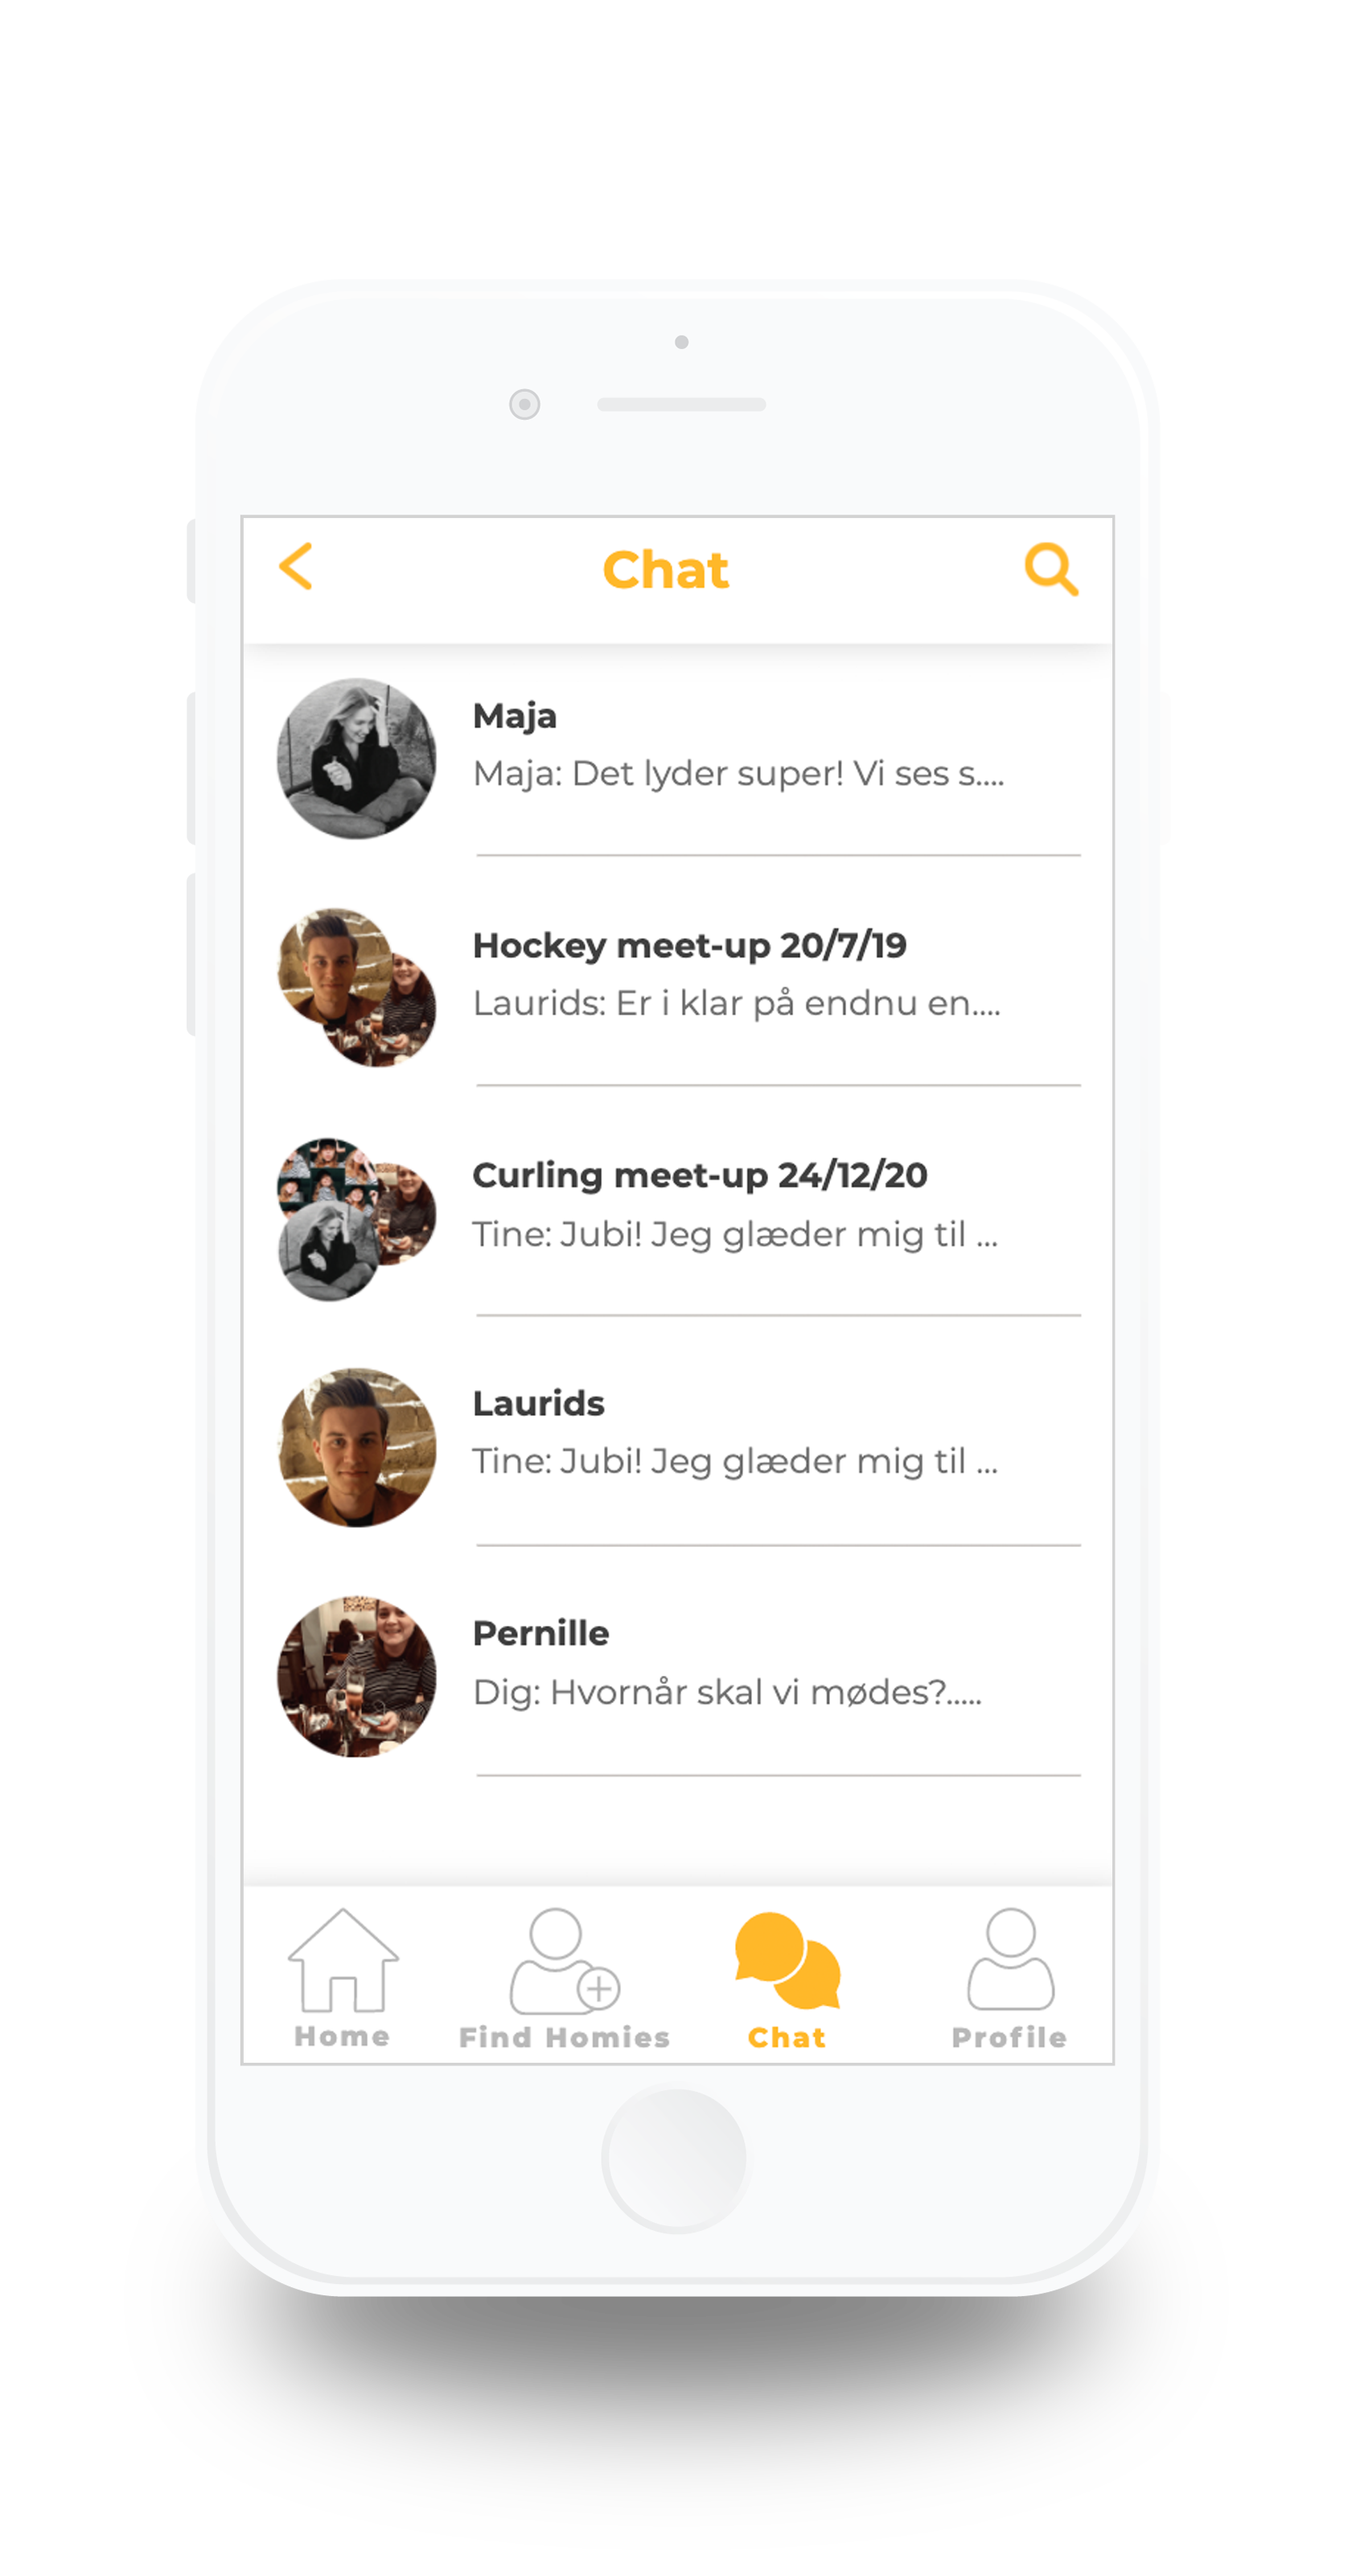 Chat
Maja
Maja: Det lyder super! Vi ses s....
Hockey meet-up 20/7/19
Laurids: Er i klar på endnu en....
Curling meet-up 24/12/20
Tine: Jubi! Jeg glæder mig til ...
Laurids
Tine: Jubi! Jeg glæder mig til ...
Pernille
Dig: Hvornår skal vi mødes?.....
Home
Find Homies
Chat
Profile